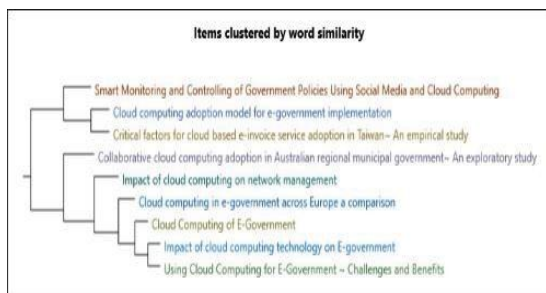 Items clustered by word similarity
Smart Monitoring and Controlling of Government Policies Using Social Media and Cloud Computing
Cloud computing adoption model for e-government implementation
Critical factors for cloud based e-invoice service adoption in Taiwan~ An empirical study
Collaborative cloud computing adoption in Australian regional municipal government~ An exploratory study
Impact of cloud computing on network management
Cloud computing in e-government across Europe a comparison
Cloud Computing of E-Government
Impact of cloud computing technology on E-government
Using Cloud Computing for E-Government ~ Challenges and Benefits